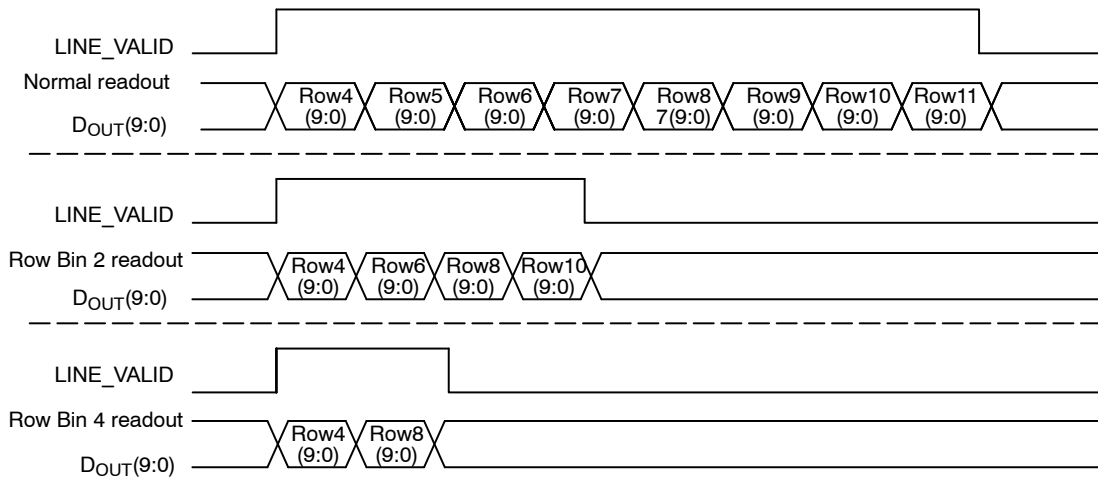 LINE_VALID
Normal readout
Row4 Row5 Row6 Row7 Row8 Row9 Row10 Row11
(9:0) (9:0) (9:0) (9:0) 7(9:0) (9:0) (9:0) (9:0)
DOUT(9:0)
LINE_VALID
Row Bin 2 readout
Row4 Row6 Row8 Row10
(9:0) (9:0) (9:0) (9:0)
DOUT(9:0)
LINE_VALID
Row Bin 4 readout
Row4 Row8
(9:0) (9:0)
DOUT(9:0)